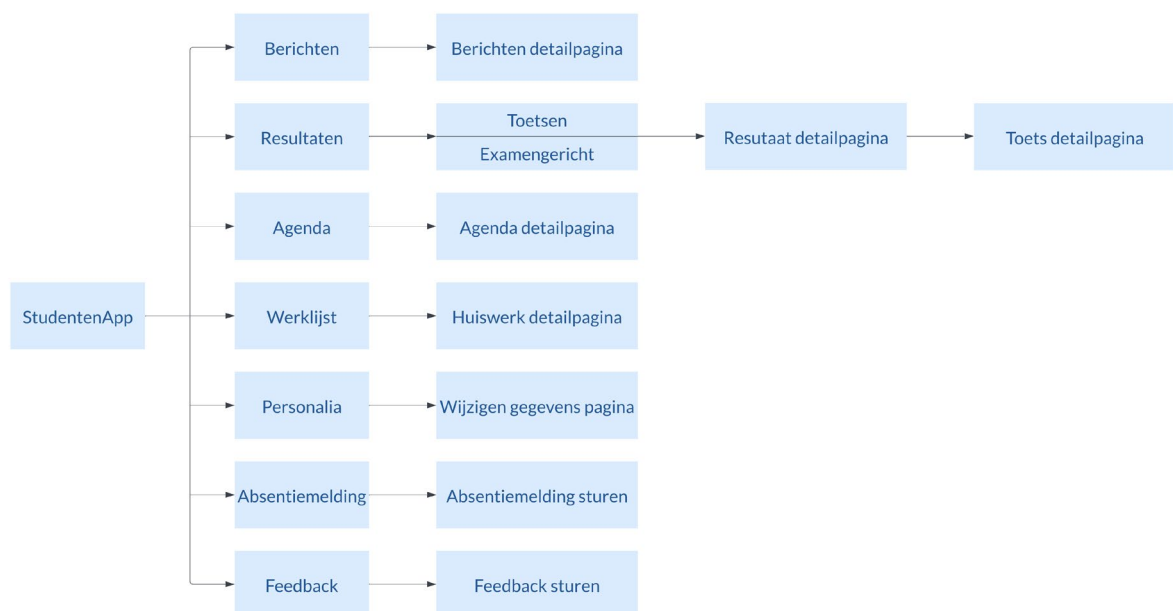 Berichten
Berichten detailpagina
Resultaten
Toetsen
Examengericht
Resutaat detailpagina
Toets detailpagina
Agenda
Agenda detailpagina
StudentenApp
Werklijst
Huiswerk detailpagina
Personalia
Wijzigen gegevens pagina
Absentiemelding
Absentiemelding sturen
Feedback
Feedback sturen